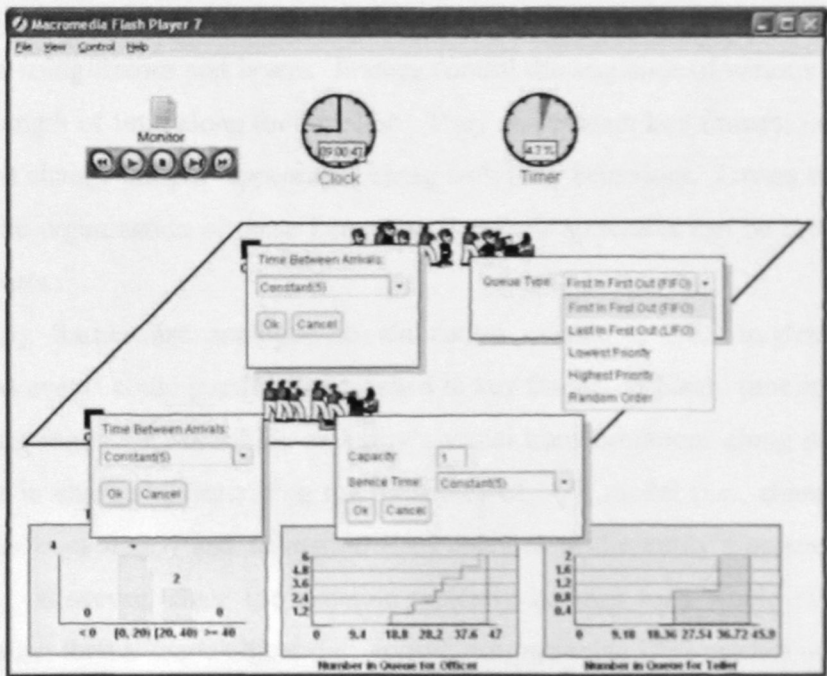 Macromedia Flash Player 7
File View Control Help
Monitor
09:00:47
Clock
4.7%
Timer
Time Between Arrivals:
Constant(5)
Ok Cancel
Queue Type: First In First Out (FIFO)
First In First Out (FIFO)
Last In First Out (LIFO)
Lowest Priority
Highest Priority
Random Order
Time Between Arrivals:
Constant(5)
Ok Cancel
Capacity: 1
Service Time: Constant(5)
Ok Cancel
2
0 0
< 0 [0, 20) [20, 40) >= 40
6
4.8
3.6
2.4
1.2
0 9.4 18.8 28.2 37.6 47
Number in Queue for Officer
2
1.6
1.2
0.8
0.4
0 9.18 18.36 27.54 36.72 45.9
Number in Queue for Teller